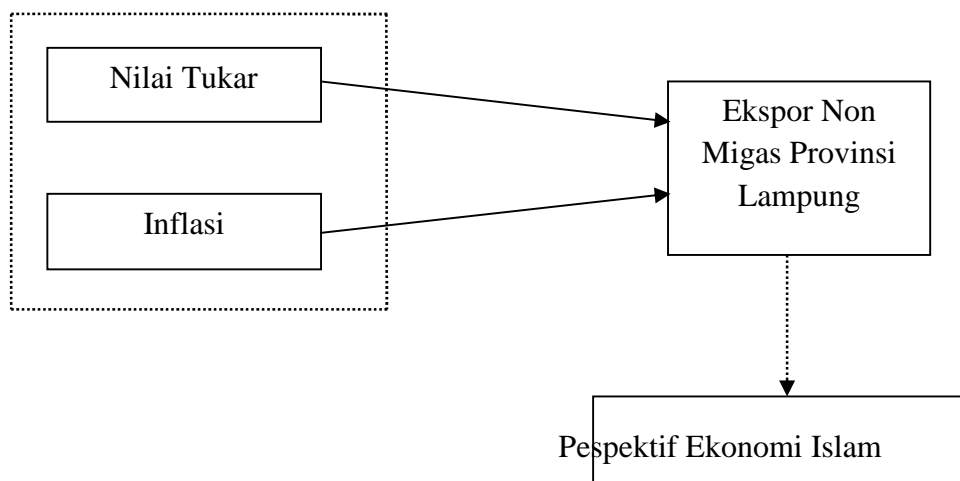 Nilai Tukar
Inflasi
Ekspor Non
Migas Provinsi
Lampung
Pespektif Ekonomi Islam